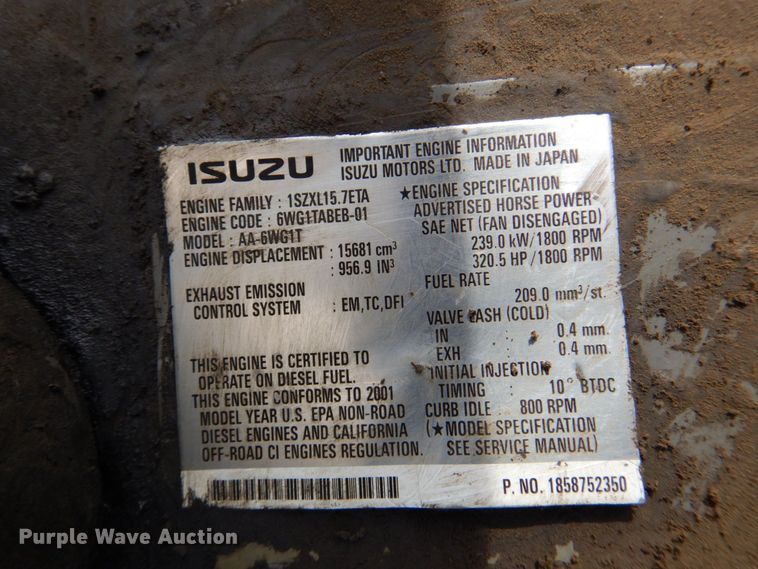 ISUZU
IMPORTANT ENGINE INFORMATION
ISUZU MOTORS LTD. MADE IN JAPAN
ENGINE FAMILY : 1SZXL15.7ETA
ENGINE CODE : 6WG1TABEB-01
MODEL : AA-6WG1T
ENGINE DISPLACEMENT : 15681 cm³
: 956.9 IN³
EXHAUST EMISSION
CONTROL SYSTEM : EM,TC,DFI
THIS ENGINE IS CERTIFIED TO
OPERATE ON DIESEL FUEL.
THIS ENGINE CONFORMS TO 2001
MODEL YEAR U.S. EPA NON-ROAD
DIESEL ENGINES AND CALIFORNIA
OFF-ROAD CI ENGINES REGULATION.
★ENGINE SPECIFICATION
ADVERTISED HORSE POWER-
SAE NET (FAN DISENGAGED)
239.0 kW/1800 RPM
320.5 HP/1800 RPM
FUEL RATE
209.0 mm³/st.
VALVE LASH (COLD)
IN 0.4 mm.
EXH 0.4 mm.
INITIAL INJECTION
TIMING : 10° BTDC
CURB IDLE : 800 RPM
(★MODEL SPECIFICATION
SEE SERVICE MANUAL)
P. NO. 1858752350
Purple Wave Auction